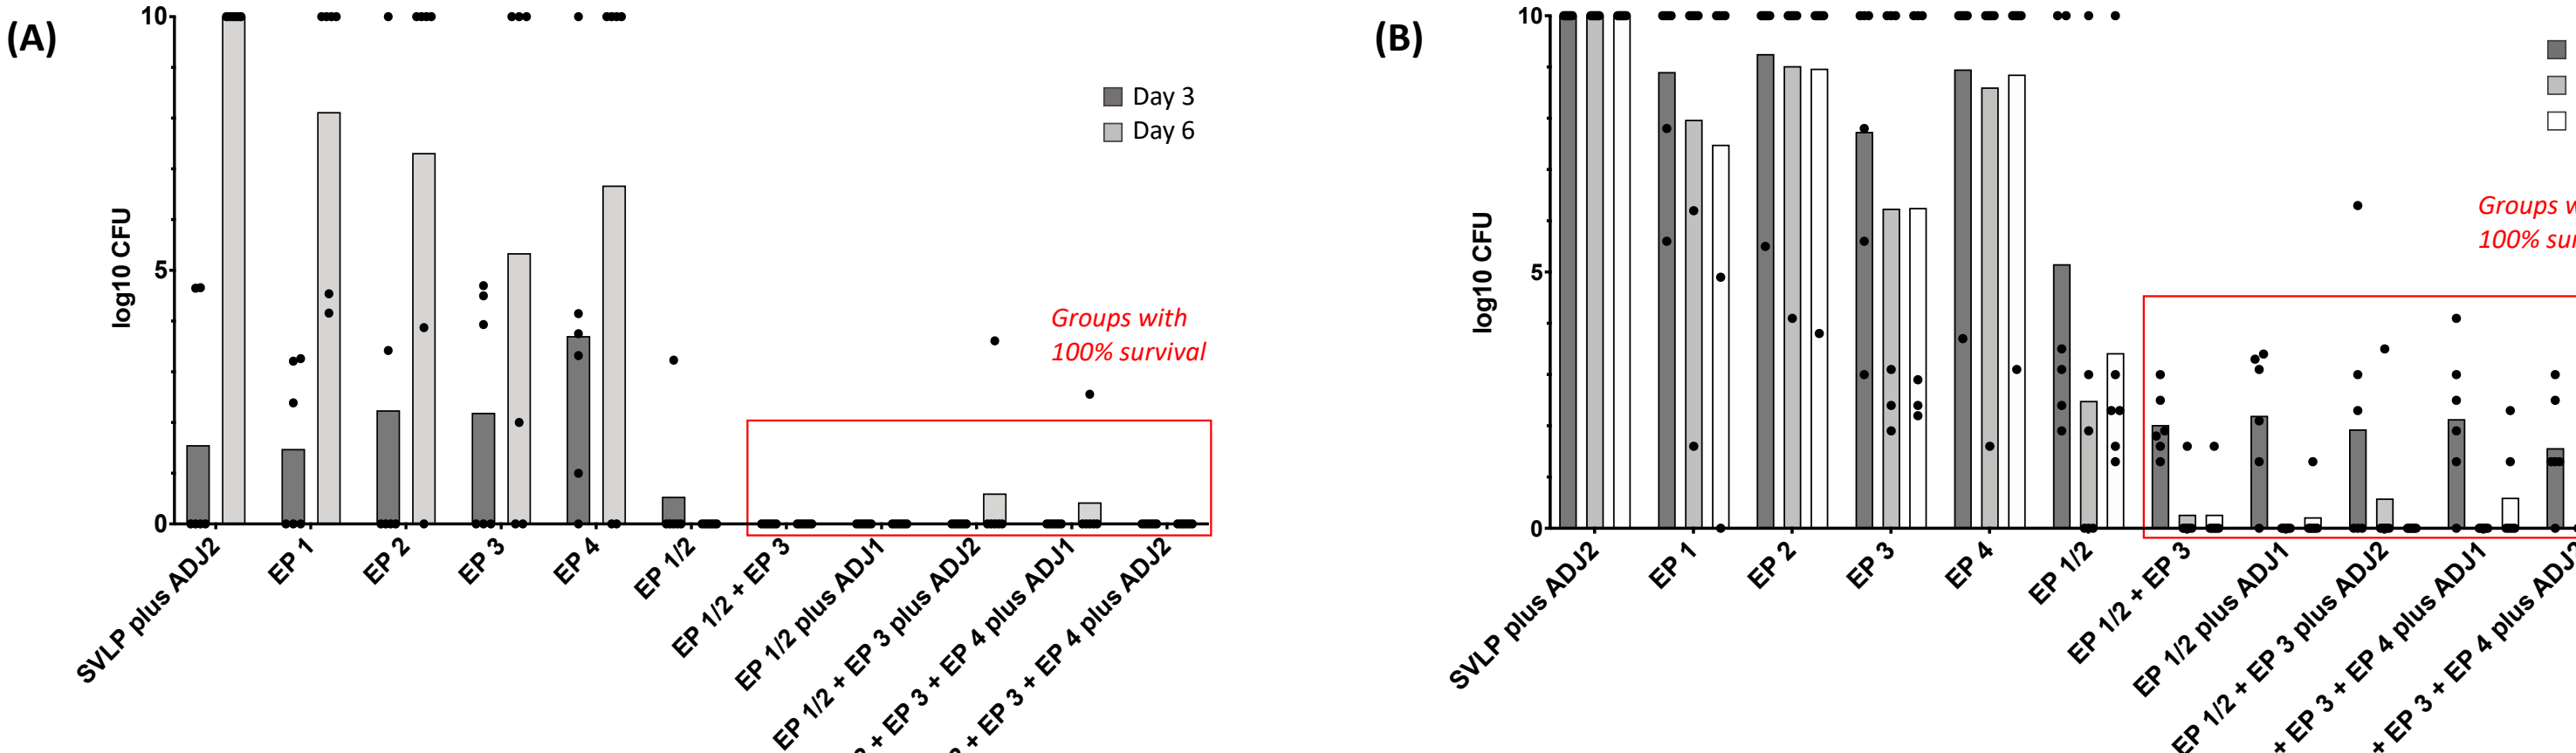 (A)
10
5
0
log10 CFU
Day 3
Day 6
Groups with
100% survival
SVLP plus ADJ2
EP 1
EP 2
EP 3
EP 4
EP 1/2
EP 1/2 + EP 3
EP 1/2 plus ADJ1
EP 1/2 + EP 3 plus ADJ2
+ EP 3 + EP 4 plus ADJ1
+ EP 3 + EP 4 plus ADJ2
(B)
10
5
0
log10 CFU
Groups
100%
SVLP plus ADJ2
EP 1
EP 2
EP 3
EP 4
EP 1/2
EP 1/2 + EP 3
EP 1/2 plus ADJ1
EP 1/2 + EP 3 plus ADJ2
+ EP 3 + EP 4 plus ADJ1
+ EP 3 + EP 4 plus ADJ2